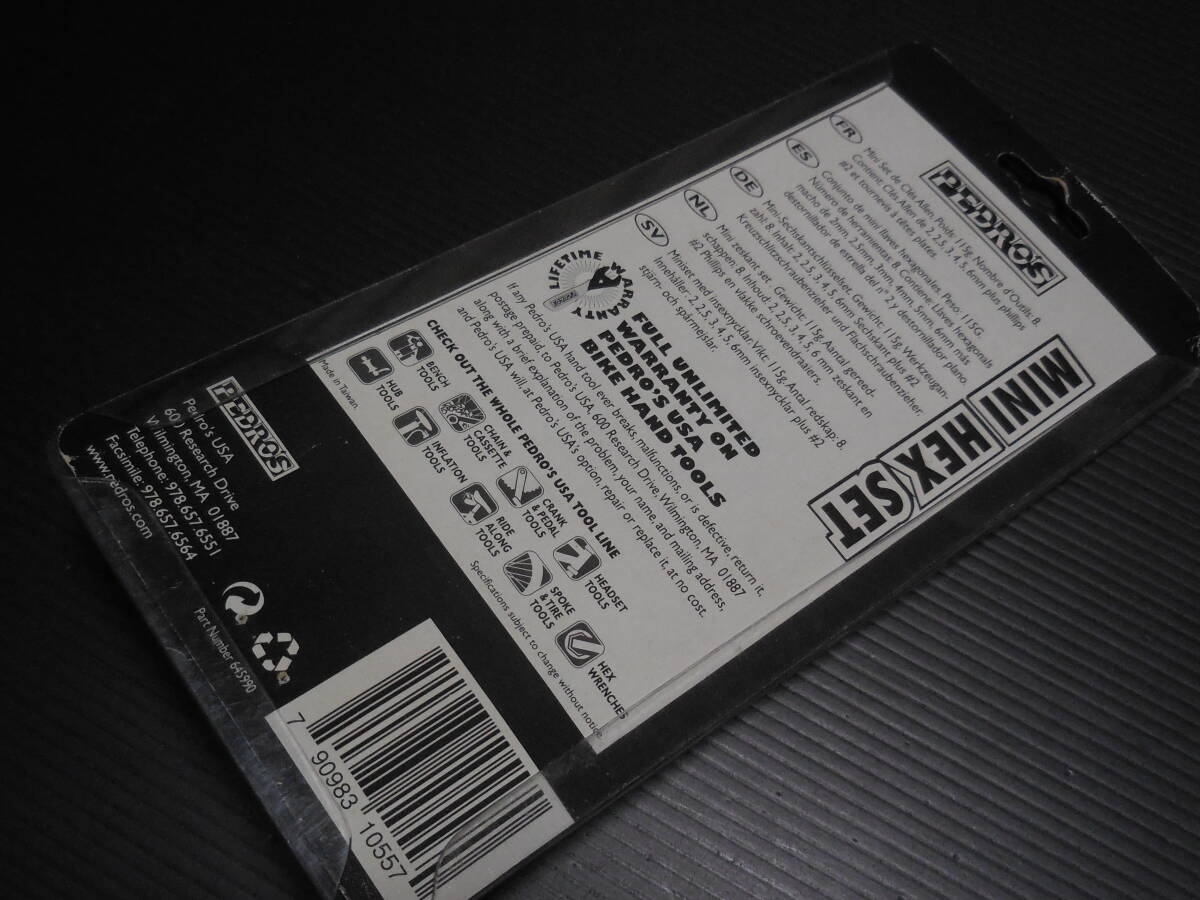 PEDRO'S
MINI HEX SET
FR
Mini Set de Clés Allen. Poids: 115g. Nombre d'Outils: 8.
Contient: Clés Allen de 2, 2.5, 3, 4, 5, 6mm plus phillips
#2 et tournevis à têtes plates.
ES
Conjunto de mini llaves hexagonales. Peso: 115G.
Número de herramientas: 8. Contiene: Llaves hexagonals
macho de 2mm, 2.5mm, 3mm, 4mm, 5mm, 6mm más
destornillador de estrella del nº 2 y destornillador plano.
DE
Mini-Sechskantschlüsselset. Gewicht: 115g. Werkzeugan-
zahl: 8. Inhalt: 2, 2.5, 3, 4, 5, 6mm Sechskant plus #2
Kreuzschlitzschraubenzieher und Flachschraubenzieher.
NL
Mini zeskant set. Gewicht: 115g. Aantal gereed-
schappen: 8. Inhoud: 2, 2.5, 3, 4, 5, 6 mm zeskant en
#2 Phillips en vlakke schroevendraaiers.
SV
Miniset med insexnycklar. Vikt: 115g. Antal redskap: 8.
Innehåller: 2, 2.5, 3, 4, 5, 6mm insexnycklar plus #2
stjärn- och spårmejslar.
LIFETIME WARRANTY
FULL UNLIMITED
WARRANTY ON
PEDRO'S USA
BIKE HAND TOOLS
If any Pedro's USA hand tool ever breaks, malfunctions, or is defective, return it,
postage prepaid, to Pedro's USA, 600 Research Drive, Wilmington, MA 01887
along with a brief explanation of the problem, your name, and mailing address,
and Pedro's USA will, at Pedro's USA's option, repair or replace it, at no cost.
CHECK OUT THE WHOLE PEDRO'S USA TOOL LINE
BENCH
TOOLS
CHAIN &
CASSETTE
TOOLS
CRANK
& PEDAL
TOOLS
HEADSET
TOOLS
HUB
TOOLS
INFLATION
TOOLS
RIDE
ALONG
TOOLS
SPOKE
& TIRE
TOOLS
HEX
WRENCHES
Made in Taiwan.
Specifications subject to change without notice.
PEDRO'S
Pedro's USA
600 Research Drive
Wilmington, MA 01887
Telephone: 978.657.6551
Facsimile: 978.657.6564
www.pedros.com
Part Number 645990
7 90983 10557